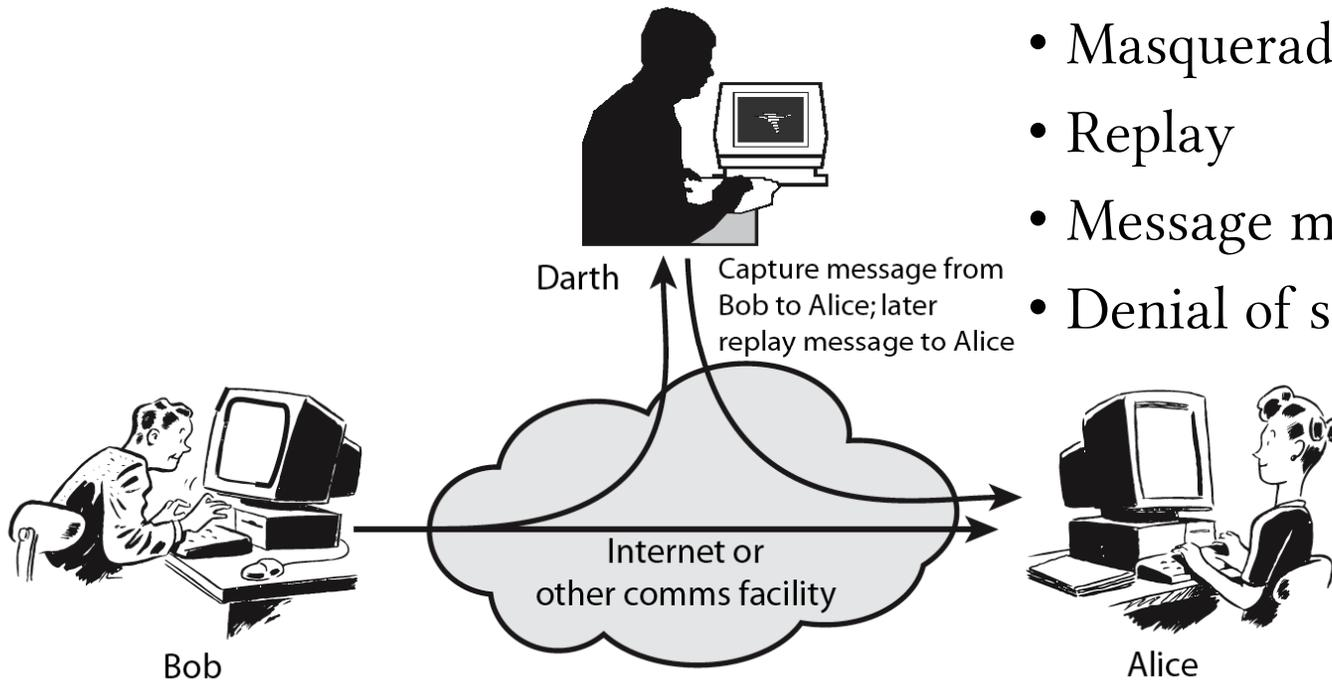 • Masquerad
• Replay
• Message m
• Denial of s
Darth
Capture message from
Bob to Alice; later
replay message to Alice
Internet or
other comms facility
Bob
Alice